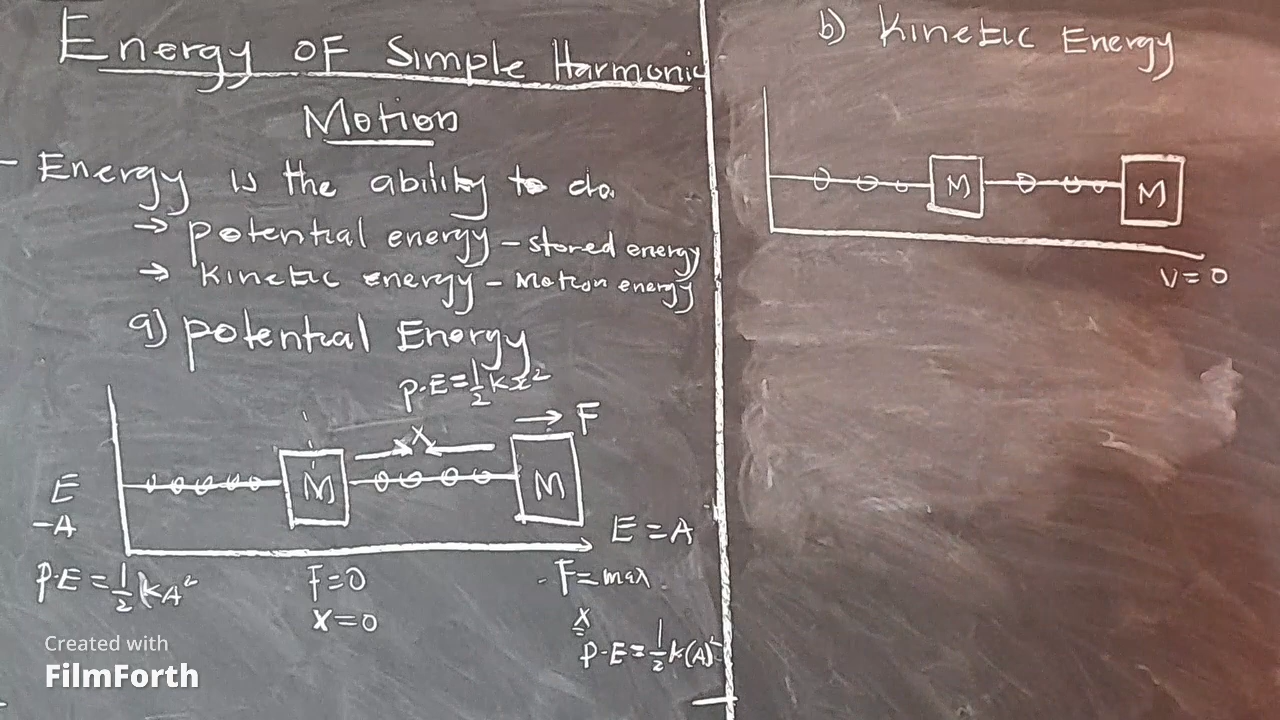 Energy of Simple Harmonic
Motion
- Energy is the ability to do
→ potential energy - stored energy
→ kinetic energy - Motion energy
a) potential Energy
P.E = 1/2 kx²
→ F
x
M M
E
-A
E = A
P.E = 1/2 kA²
F = 0
F = max
x = 0
x =
P.E = 1/2 k(A)²
b) Kinetic Energy
M M
v = 0
Created with
FilmForth